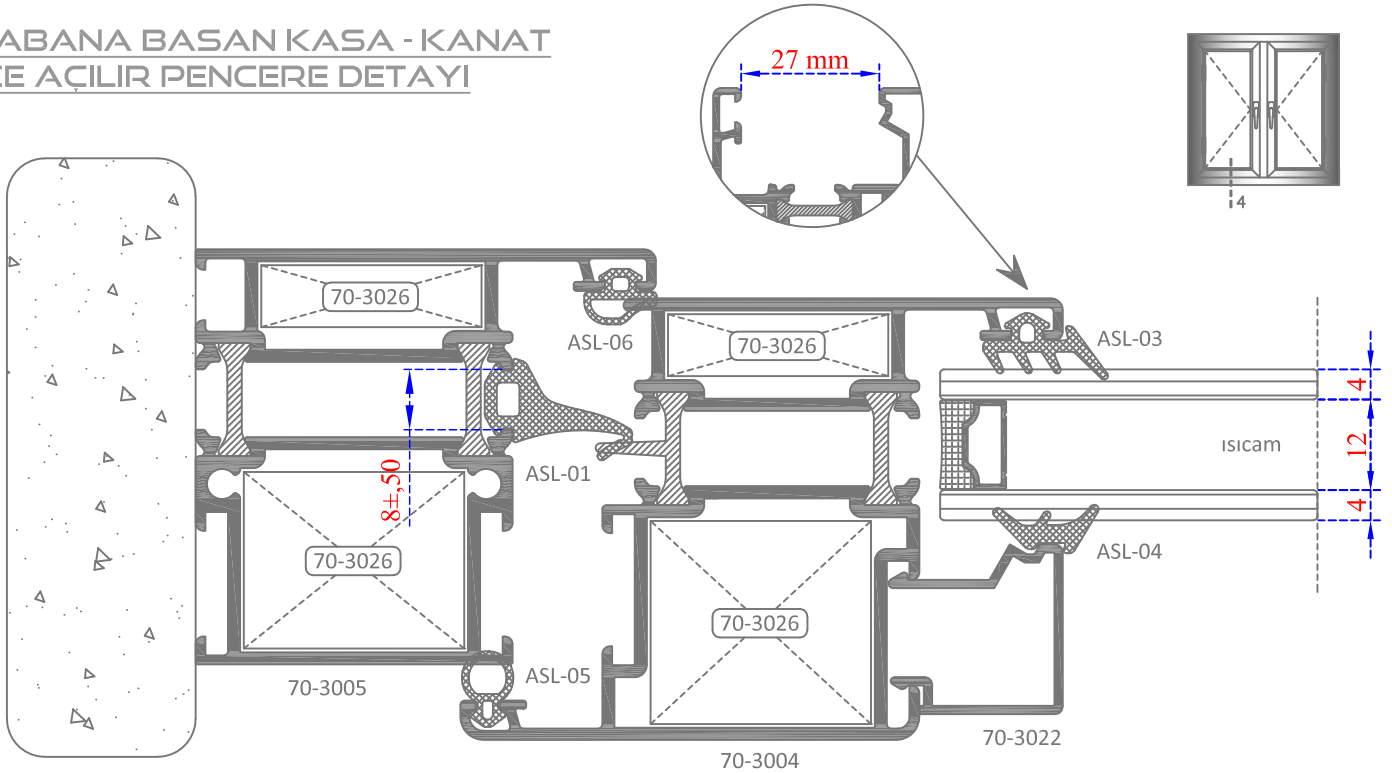 ABANA BASAN KASA - KANAT
AÇILIR PENCERE DETAYI
27 mm
4
70-3026
ASL-06
70-3026
ASL-03
4
12
4
ısıcam
8±,50
ASL-01
70-3026
ASL-04
70-3026
ASL-05
70-3005
70-3022
70-3004